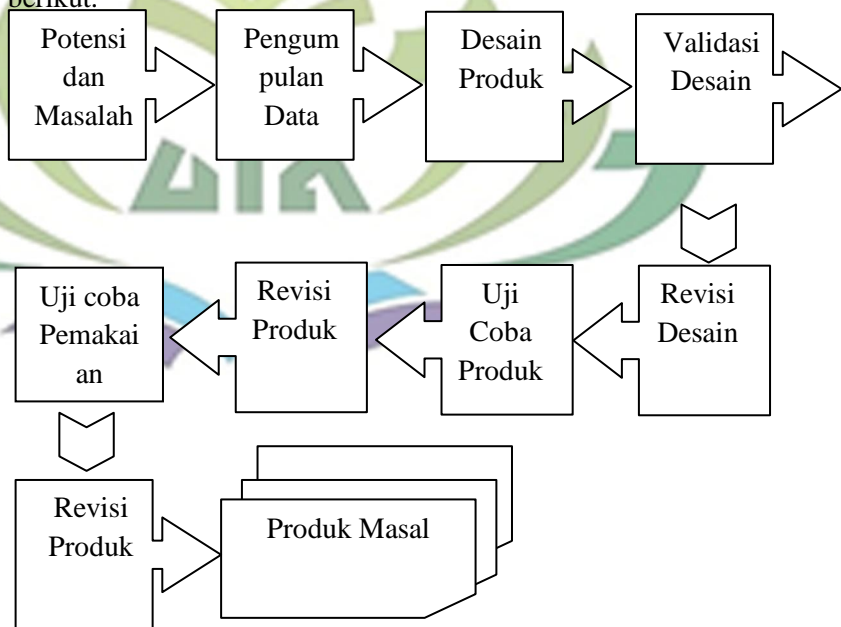 berikut:
Potensi
dan
Masalah
Pengum
pulan
Data
Desain
Produk
Validasi
Desain
Revisi
Desain
Uji
Coba
Produk
Revisi
Produk
Uji coba
Pemakai
an
Revisi
Produk
Produk Masal